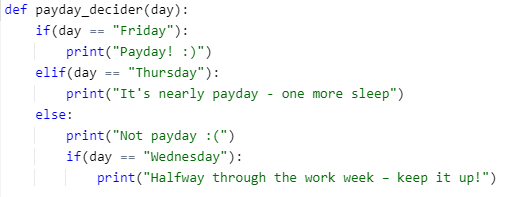 def payday_decider(day):
    if(day == "Friday"):
        print("Payday! :)")
    elif(day == "Thursday"):
        print("It's nearly payday - one more sleep")
    else:
        print("Not payday :(")
        if(day == "Wednesday"):
            print("Halfway through the work week – keep it up!")